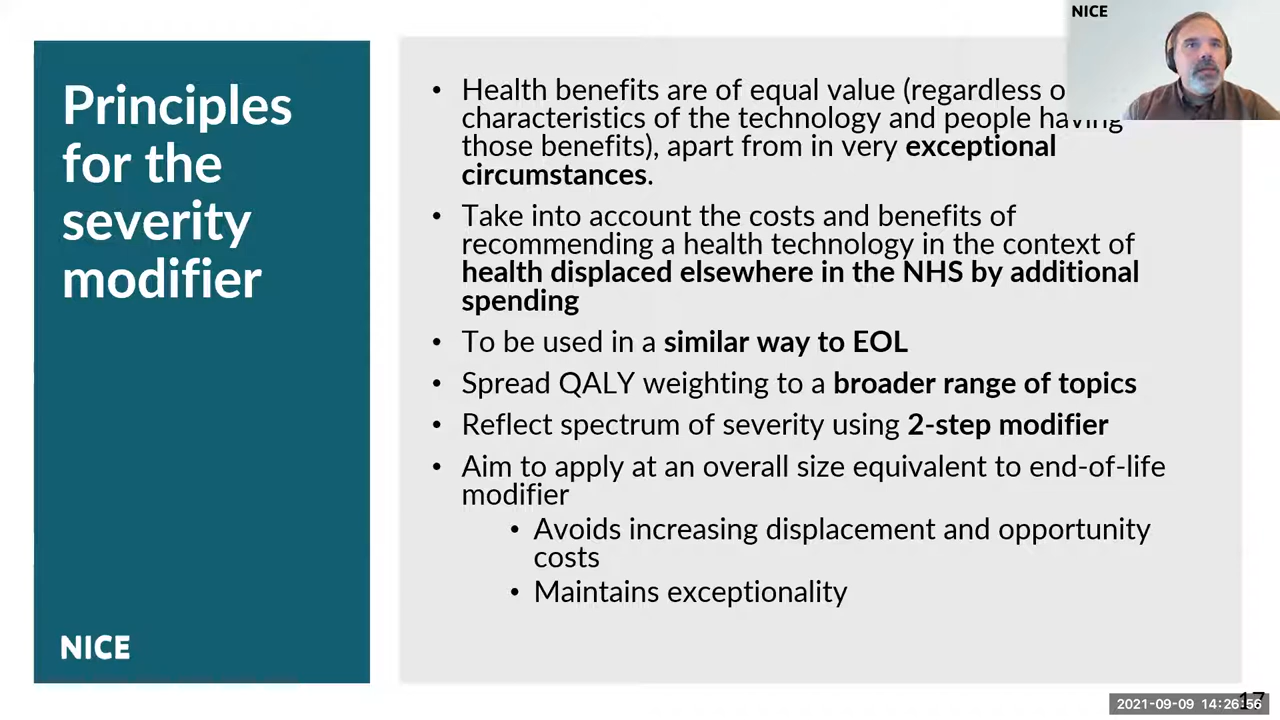 Principles
for the
severity
modifier
NICE
• Health benefits are of equal value (regardless o
characteristics of the technology and people having
those benefits), apart from in very exceptional
circumstances.
• Take into account the costs and benefits of
recommending a health technology in the context of
health displaced elsewhere in the NHS by additional
spending
• To be used in a similar way to EOL
• Spread QALY weighting to a broader range of topics
• Reflect spectrum of severity using 2-step modifier
• Aim to apply at an overall size equivalent to end-of-life
modifier
• Avoids increasing displacement and opportunity
costs
• Maintains exceptionality
NICE
17
2021-09-09 14:26:56